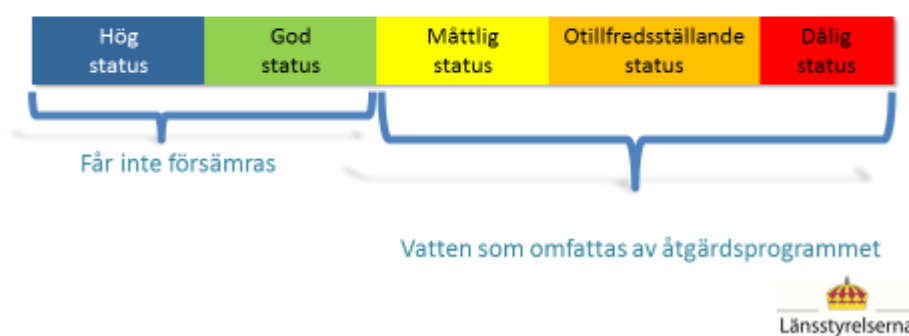 Hög status
God status
Måttlig status
Otillfredsställande status
Dålig status
Får inte försämras
Vatten som omfattas av åtgärdsprogrammet
Länsstyrelserna